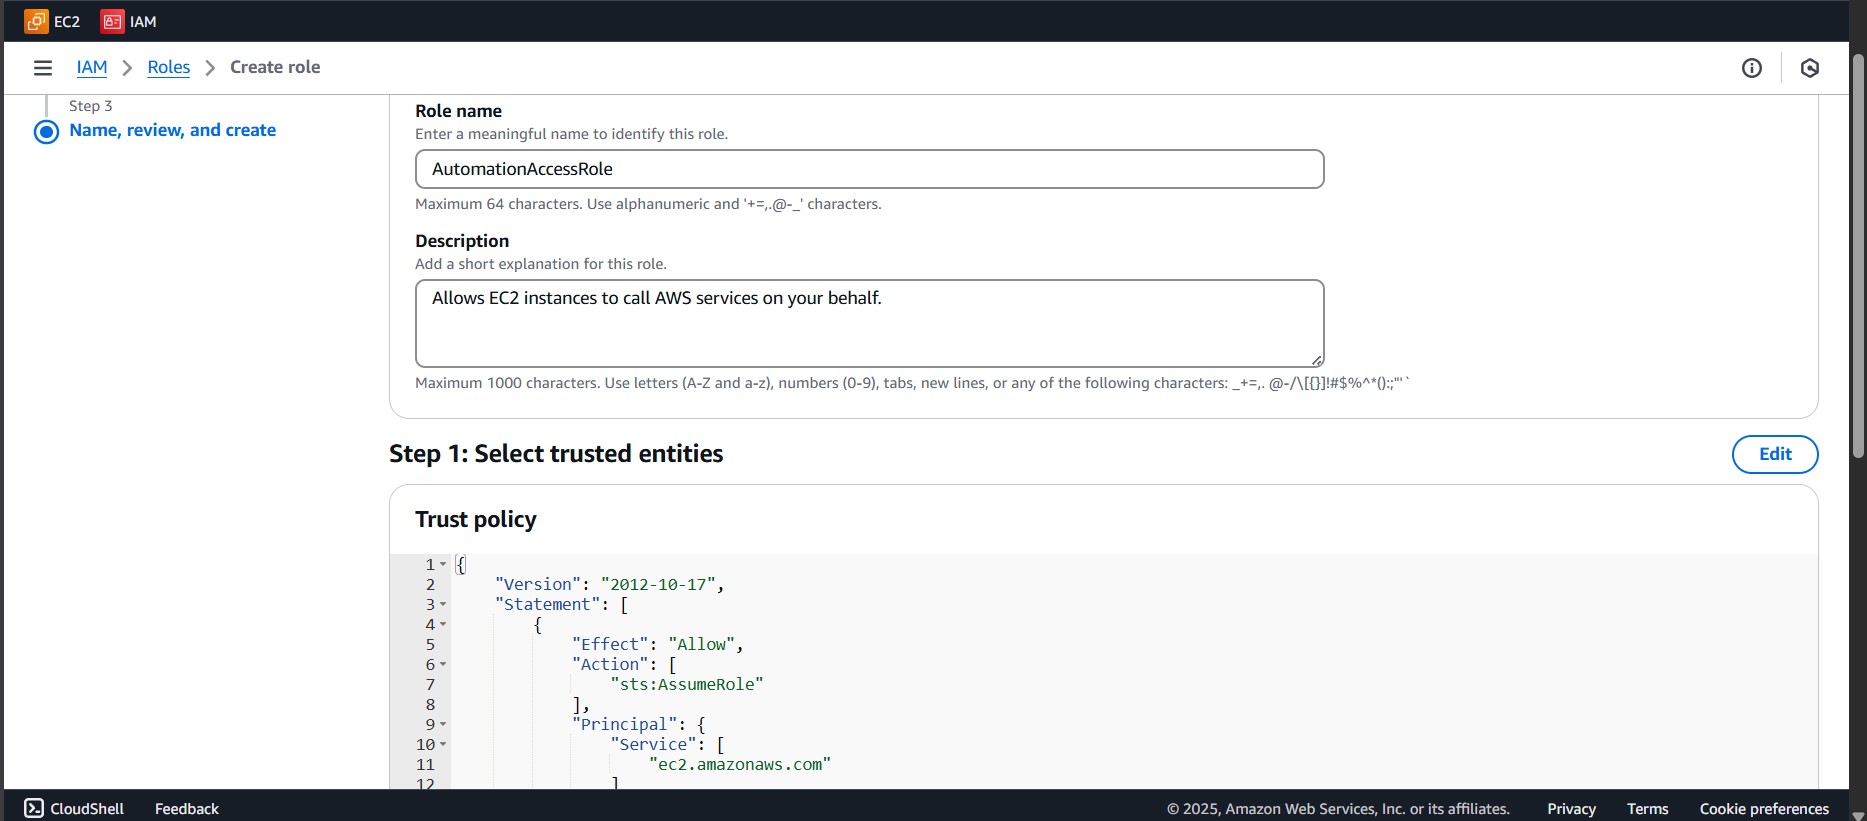 EC2 IAM
IAM Roles Create role
Step 3
Name, review, and create
Role name
Enter a meaningful name to identify this role.
AutomationAccessRole
Maximum 64 characters. Use alphanumeric and '+=,.@-_' characters.
Description
Add a short explanation for this role.
Allows EC2 instances to call AWS services on your behalf.
Maximum 1000 characters. Use letters (A-Z and a-z), numbers (0-9), tabs, new lines, or any of the following characters: _+=,. @-/\[{}]!#$%^*();:"'`
Step 1: Select trusted entities
Edit
Trust policy
1 {
2 "Version": "2012-10-17",
3 "Statement": [
4 {
5 "Effect": "Allow",
6 "Action": [
7 "sts:AssumeRole"
8 ],
9 "Principal": {
10 "Service": [
11 "ec2.amazonaws.com"
12 ]
CloudShell Feedback © 2025, Amazon Web Services, Inc. or its affiliates. Privacy Terms Cookie preferences